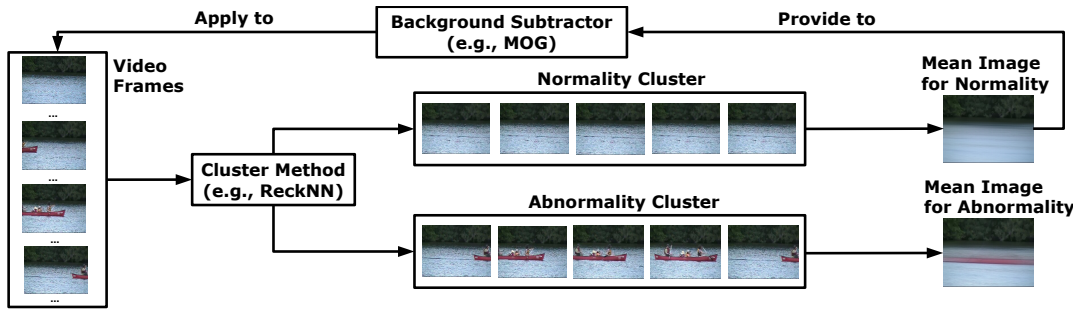 Apply to
Background Subtractor
(e.g., MOG)
Provide to
Video
Frames
...
...
...
...
Cluster Method
(e.g., ReckNN)
Normality Cluster
Mean Image
for Normality
Abnormality Cluster
Mean Image
for Abnormality